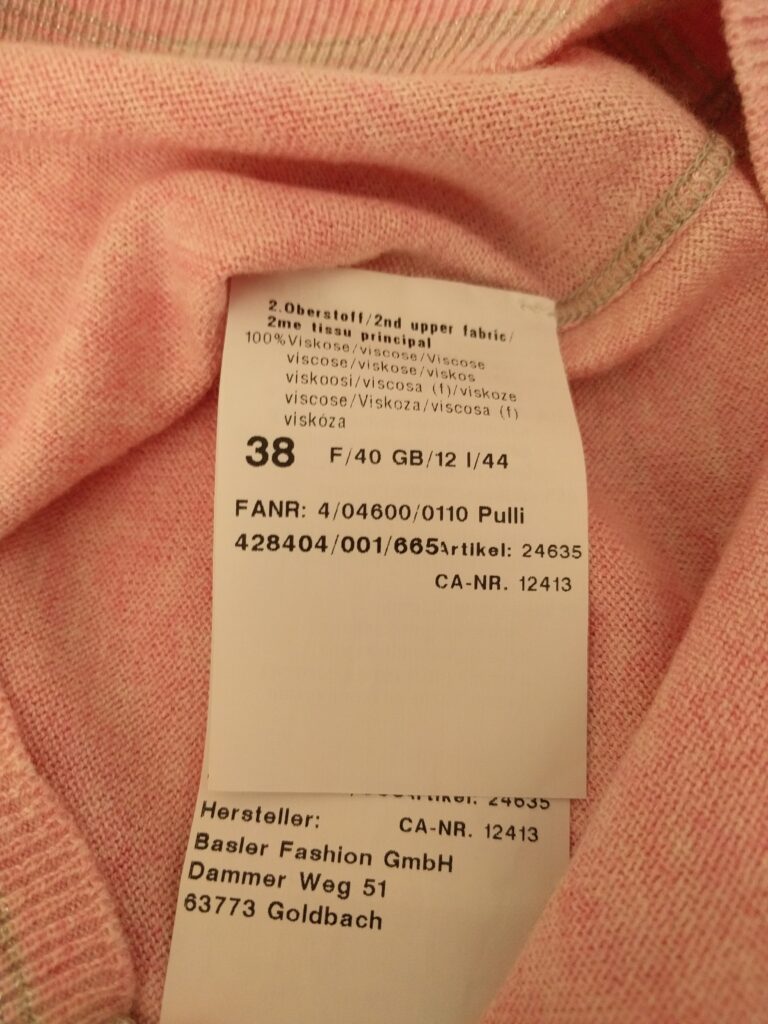 2.Oberstoff/2nd upper fabric/
2me tissu principal
100%Viskose/viscose/Viscose
viscose/viskose/viskos
viskoosi/viscosa (f)/viskoze
viscose/Viskoza/viscosa (f)
viskóza
38 F/40 GB/12 I/44
FANR: 4/04600/0110 Pulli
428404/001/665Artikel: 24635
CA-NR. 12413
Artikel: 24635
Hersteller: CA-NR. 12413
Basler Fashion GmbH
Dammer Weg 51
63773 Goldbach